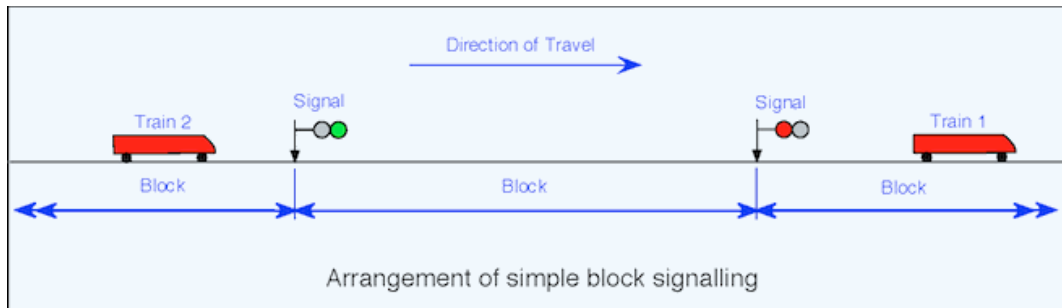 Direction of Travel
Signal
Signal
Train 2
Train 1
Block
Block
Block
Arrangement of simple block signalling